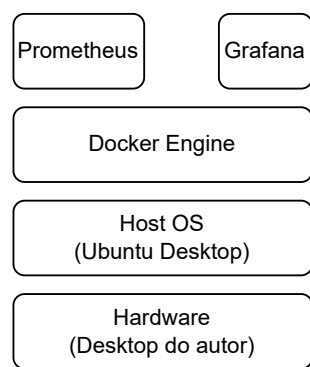 Prometheus
Grafana
Docker Engine
Host OS
(Ubuntu Desktop)
Hardware
(Desktop do autor)